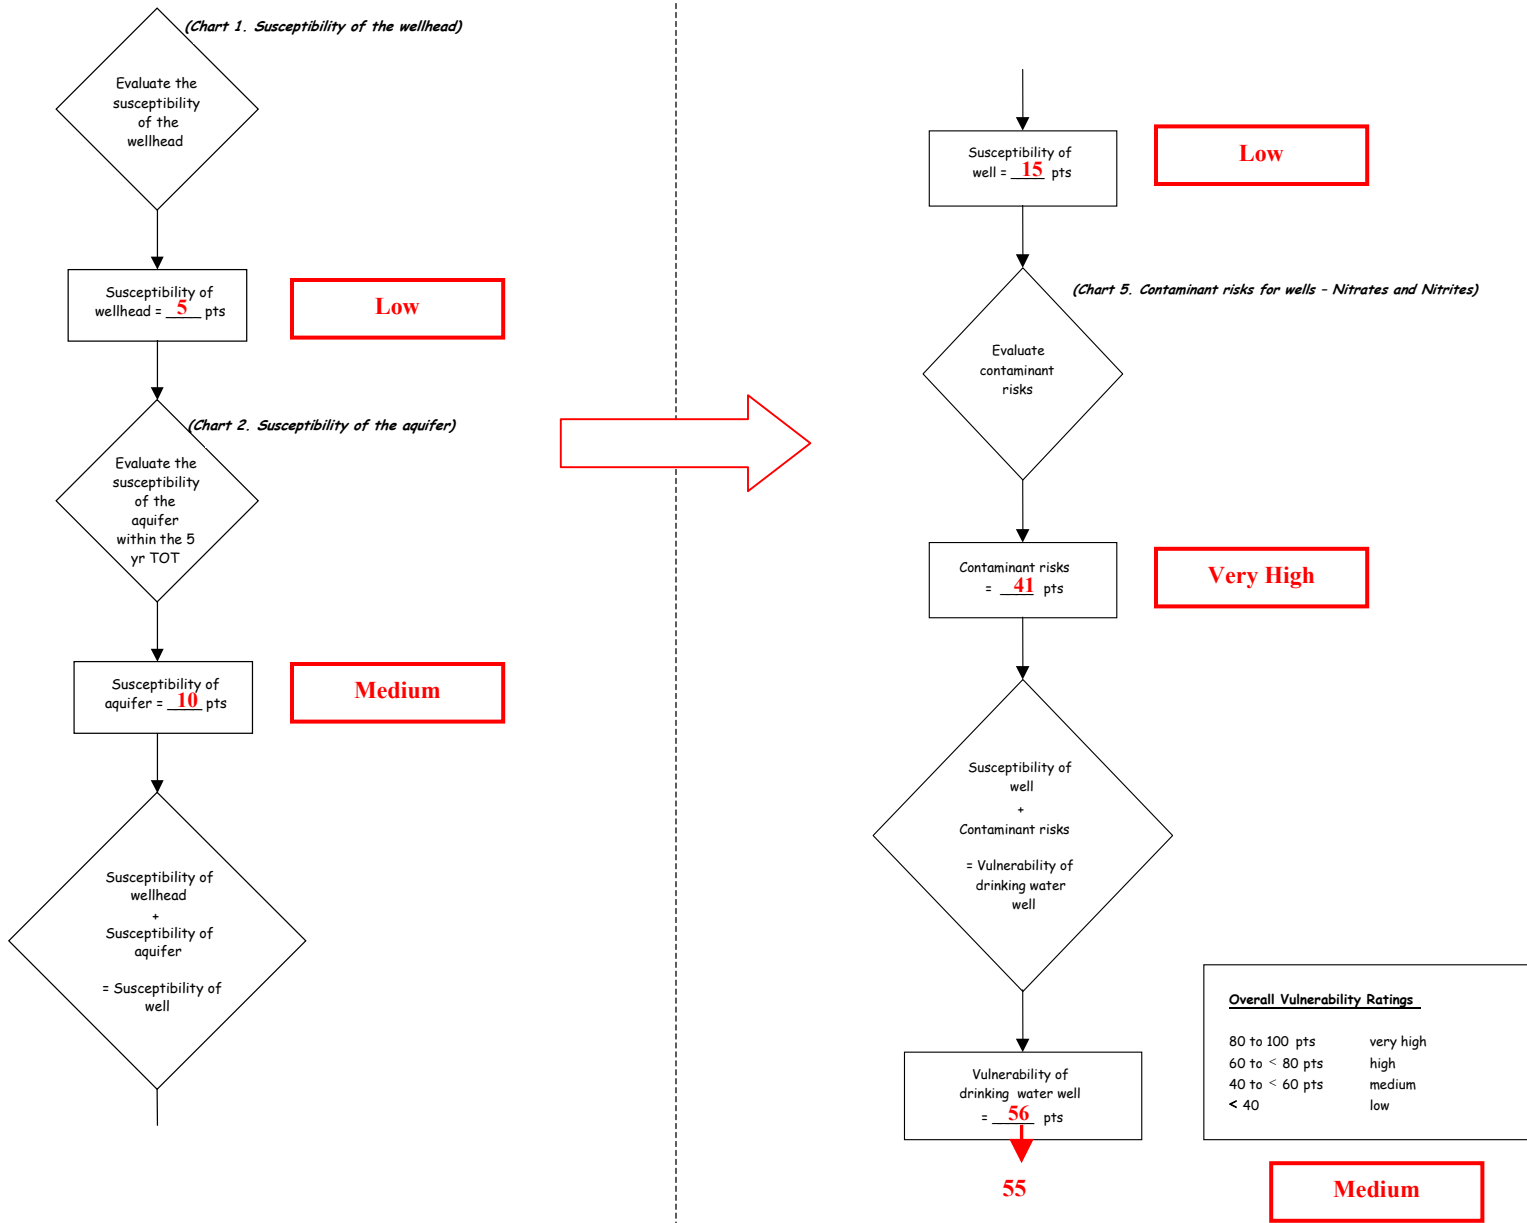 (Chart 1. Susceptibility of the wellhead)
Evaluate the
susceptibility
of the
wellhead
Susceptibility of
wellhead = 5 pts
Low
(Chart 2. Susceptibility of the aquifer)
Evaluate the
susceptibility
of the
aquifer
within the 5
yr TOT
Susceptibility of
aquifer = 10 pts
Medium
Susceptibility of
wellhead
+
Susceptibility of
aquifer
= Susceptibility of
well
Susceptibility of
well = 15 pts
Low
(Chart 5. Contaminant risks for wells – Nitrates and Nitrites)
Evaluate
contaminant
risks
Contaminant risks
= 41 pts
Very High
Susceptibility of
well
+
Contaminant risks
= Vulnerability of
drinking water
well
Vulnerability of
drinking water well
= 56 pts
55
Overall Vulnerability Ratings
80 to 100 pts very high
60 to < 80 pts high
40 to < 60 pts medium
< 40 low
Medium